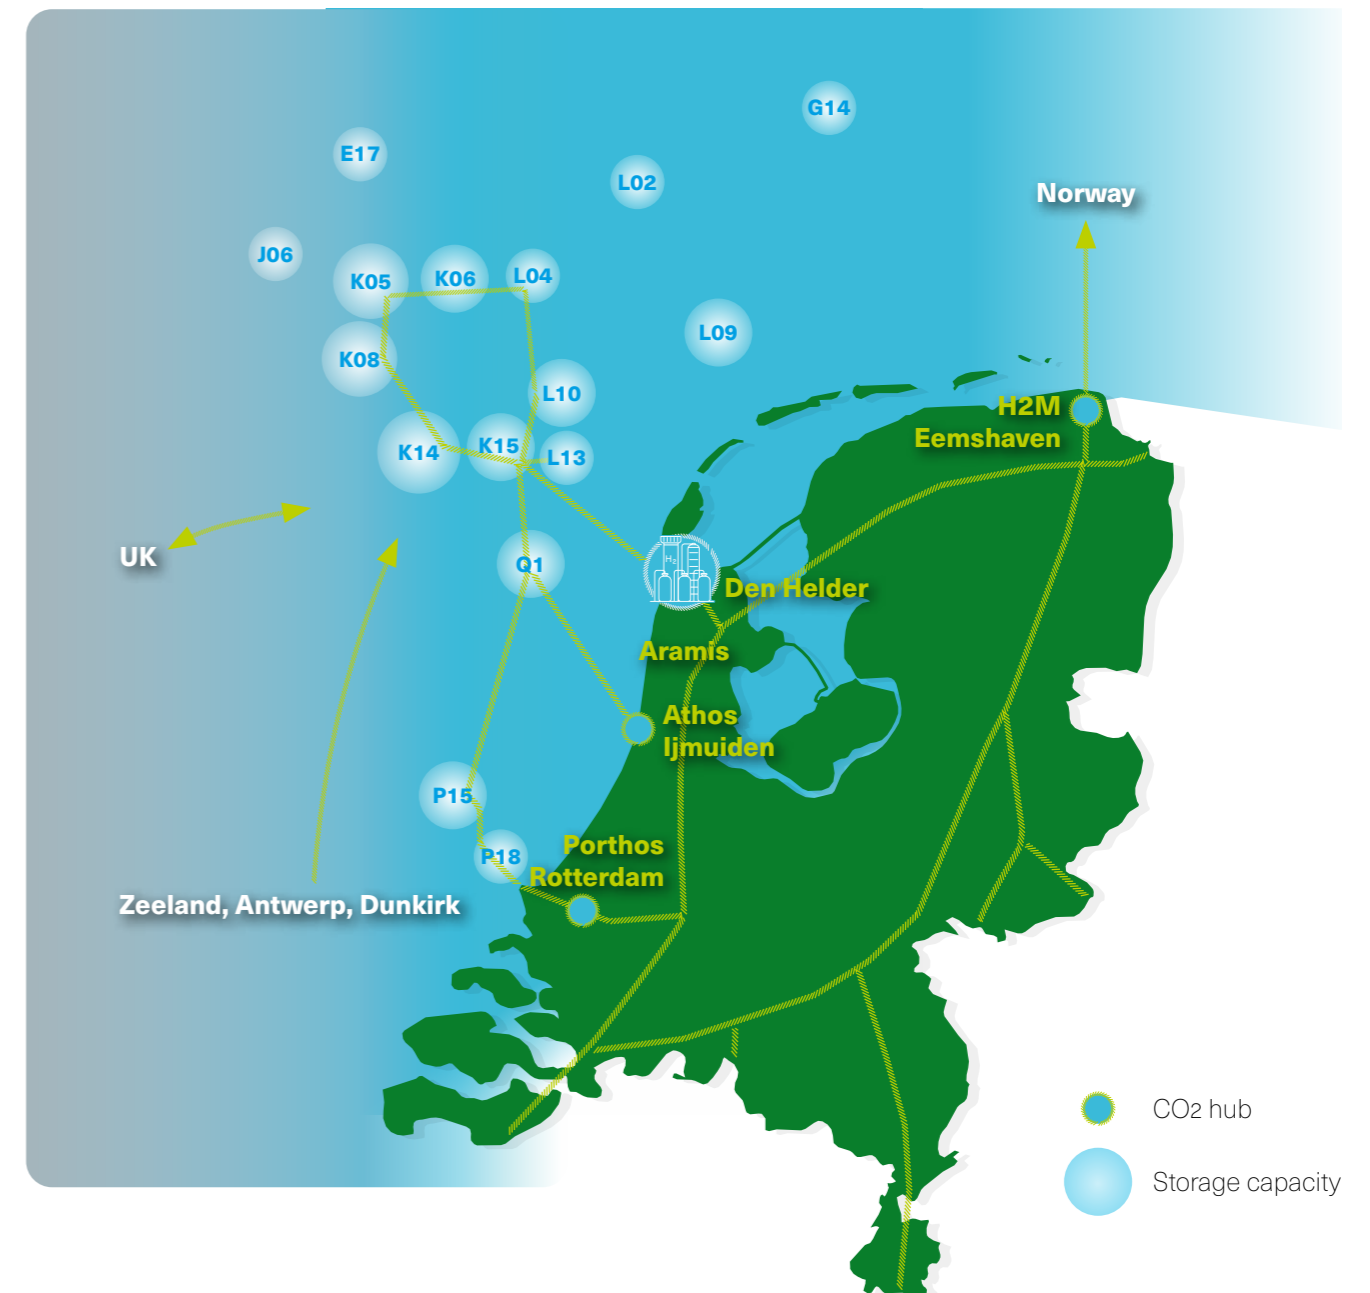 G14
E17
L02
Norway
J06
K05
K06
L04
L09
K08
L10
H2M
Eemshaven
K14
K15
L13
UK
Q1
H2
Den Helder
Aramis
Athos
Ijmuiden
P15
Porthos
Rotterdam
P18
Zeeland, Antwerp, Dunkirk
CO2 hub
Storage capacity